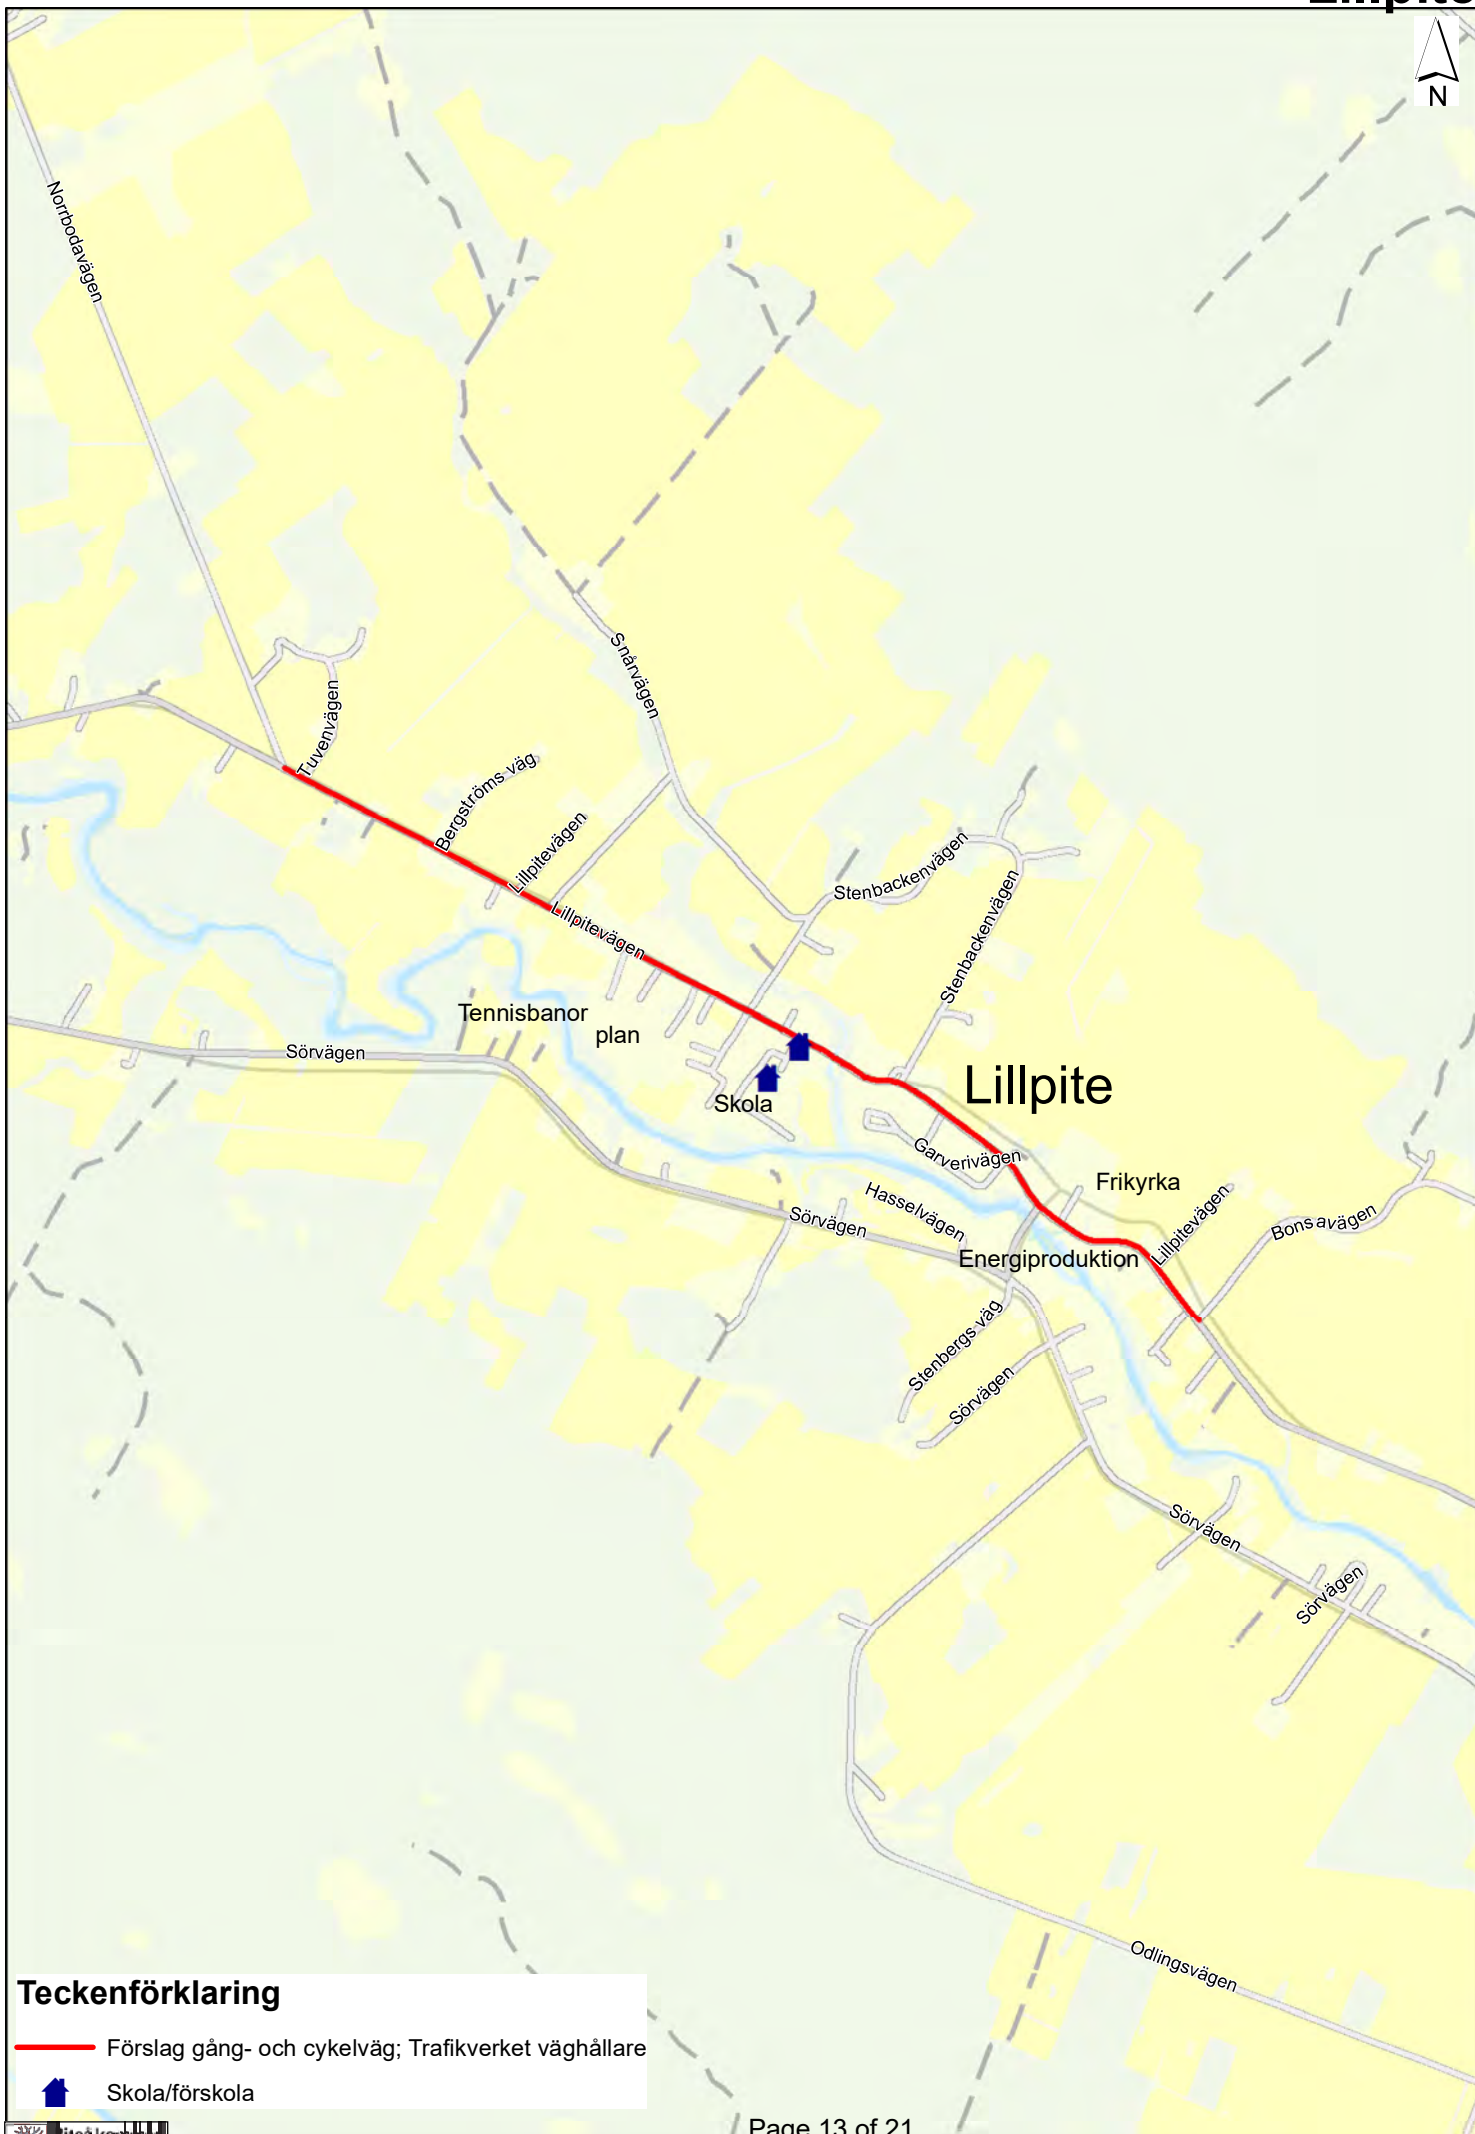 N
Norrbodavägen
Snårvägen
Tuvenvägen
Bergströms väg
Lillpitevägen
Lillpitevägen
Stenbackenvägen
Stenbackenvägen
Tennisbanor
plan
Sörvägen
Skola
Lillpite
Garverivägen
Frikyrka
Hasselvägen
Sörvägen
Lillpitevägen
Bonsavägen
Energiproduktion
Stenbergs väg
Sörvägen
Sörvägen
Sörvägen
Odlingsvägen
Teckenförklaring
Förslag gång- och cykelväg; Trafikverket väghållare
Skola/förskola
Page 13 of 21